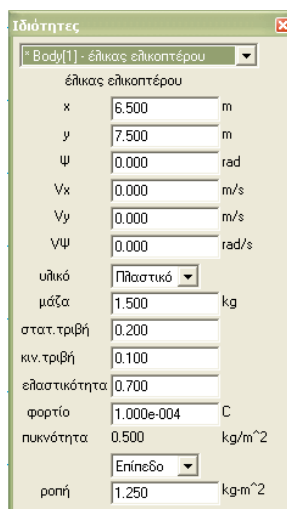 Ιδιότητες
* Body[1] - έλικας ελικοπτέρου
έλικας ελικοπτέρου
x 6.500 m
y 7.500 m
Ψ 0.000 rad
Vx 0.000 m/s
Vy 0.000 m/s
VΨ 0.000 rad/s
υλικό Πλαστικό
μάζα 1.500 kg
στατ.τριβή 0.200
κιν.τριβή 0.100
ελαστικότητα 0.700
φορτίο 1.000e-004 C
πυκνότητα 0.500 kg/m^2
Επίπεδο
ροπή 1.250 kg-m^2